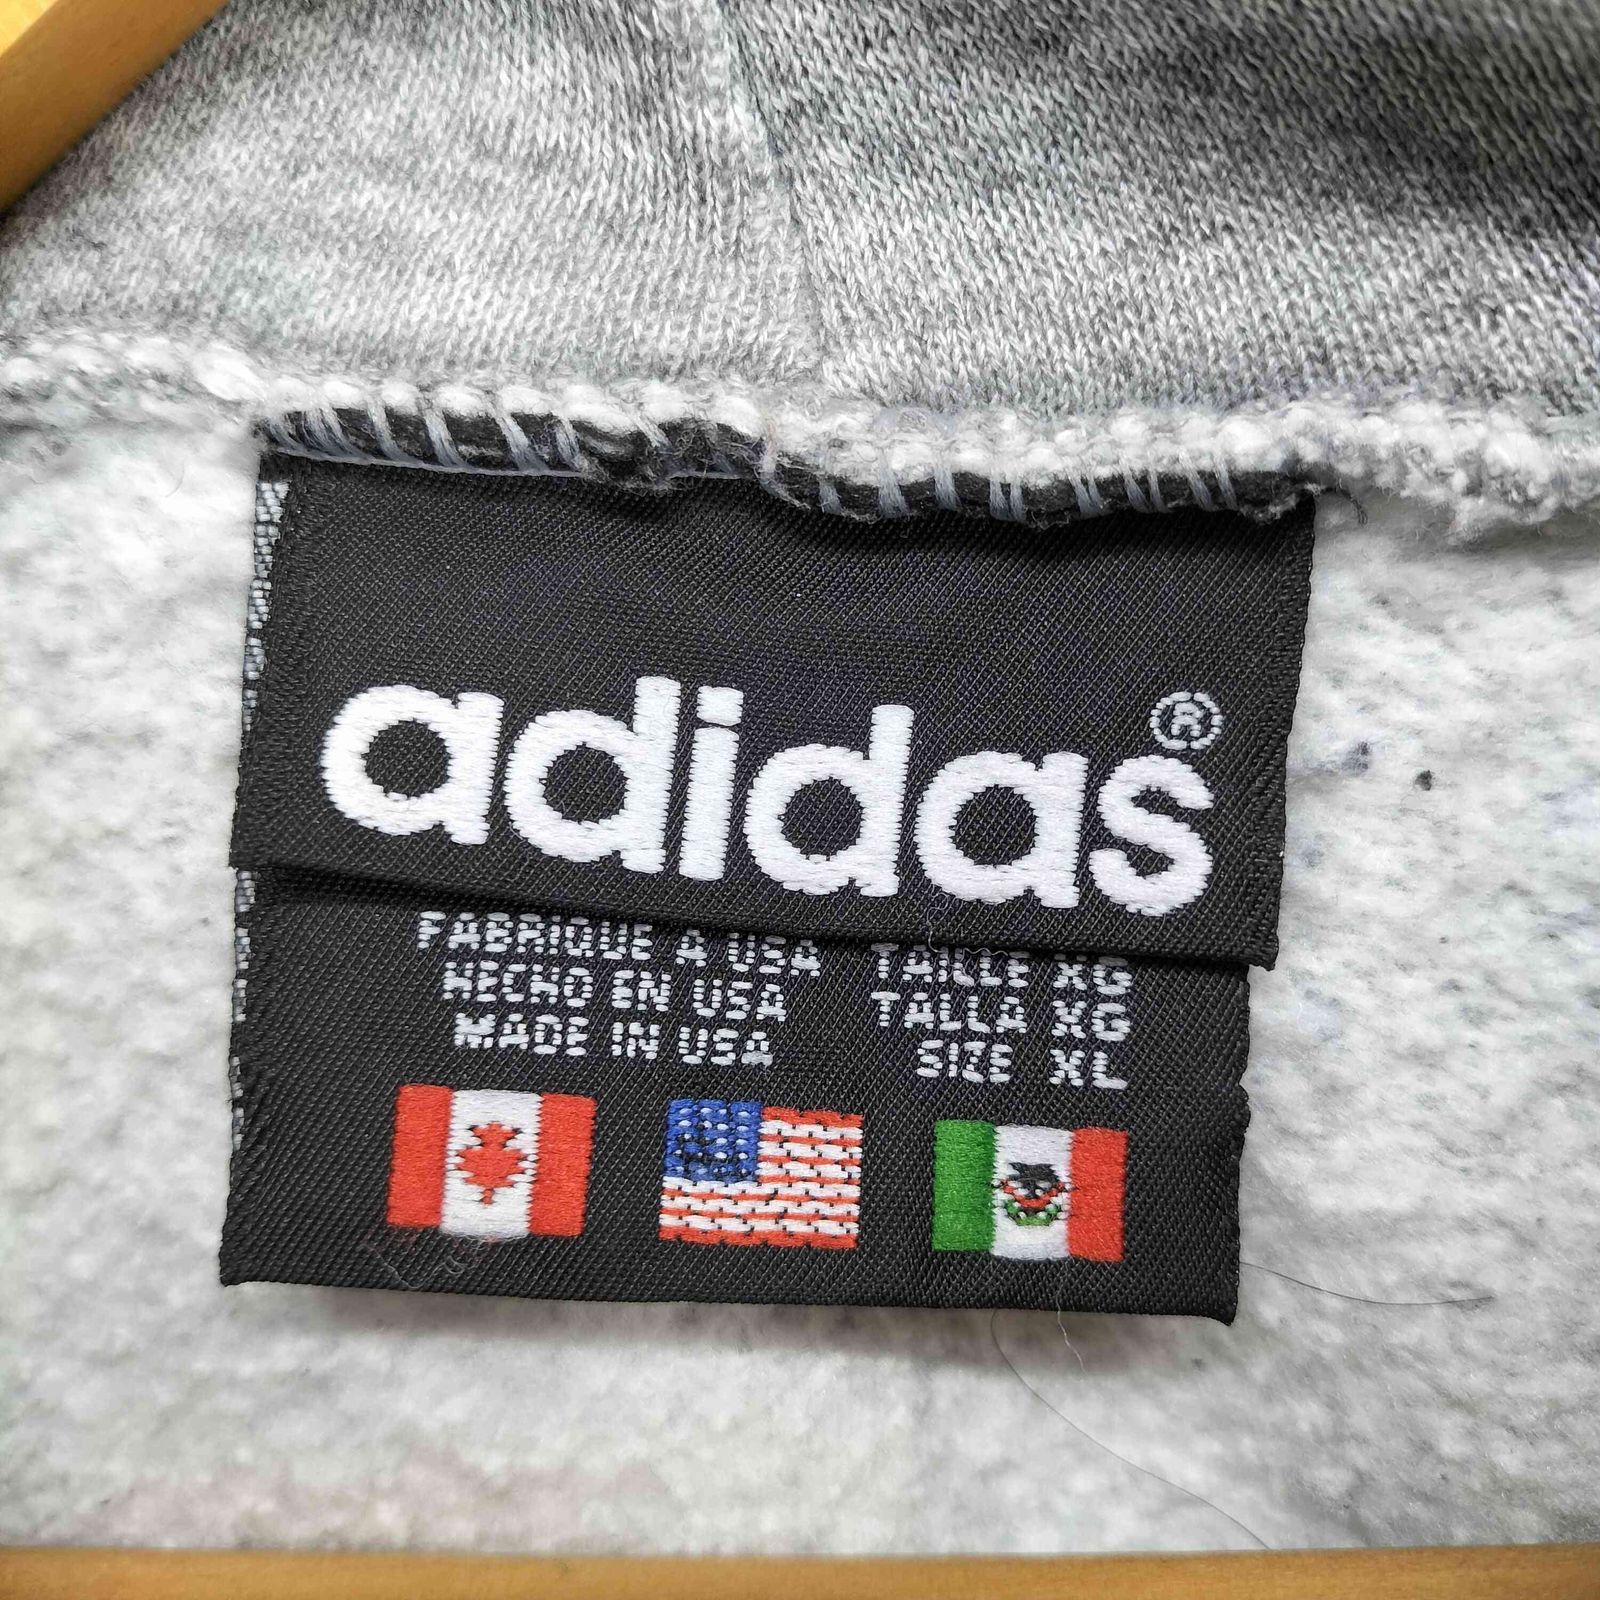 adidas®
FABRIQUE A USA TAILLE XG
HECHO EN USA TALLA XG
MADE IN USA SIZE XL